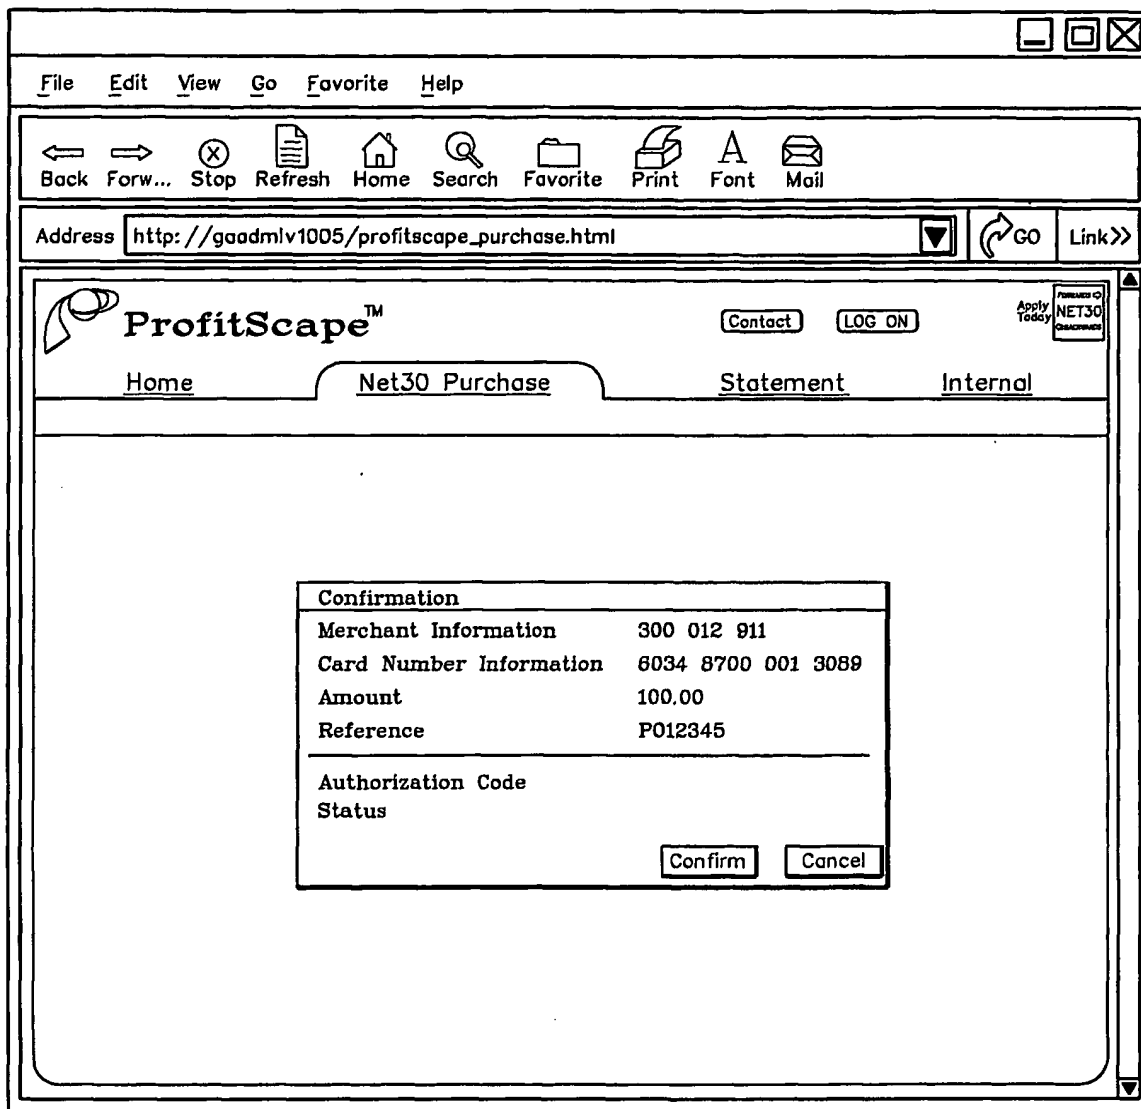 File Edit View Go Favorite Help
Back Forw... Stop Refresh Home Search Favorite Print Font Mail
Address http://gaadmlv1005/profitscape_purchase.html GO Link>>
ProfitScape™ Contact LOG ON Apply Today NET30
Home Net30 Purchase Statement Internal
Confirmation
Merchant Information 300 012 911
Card Number Information 6034 8700 001 3089
Amount 100.00
Reference PO12345
Authorization Code
Status
Confirm Cancel